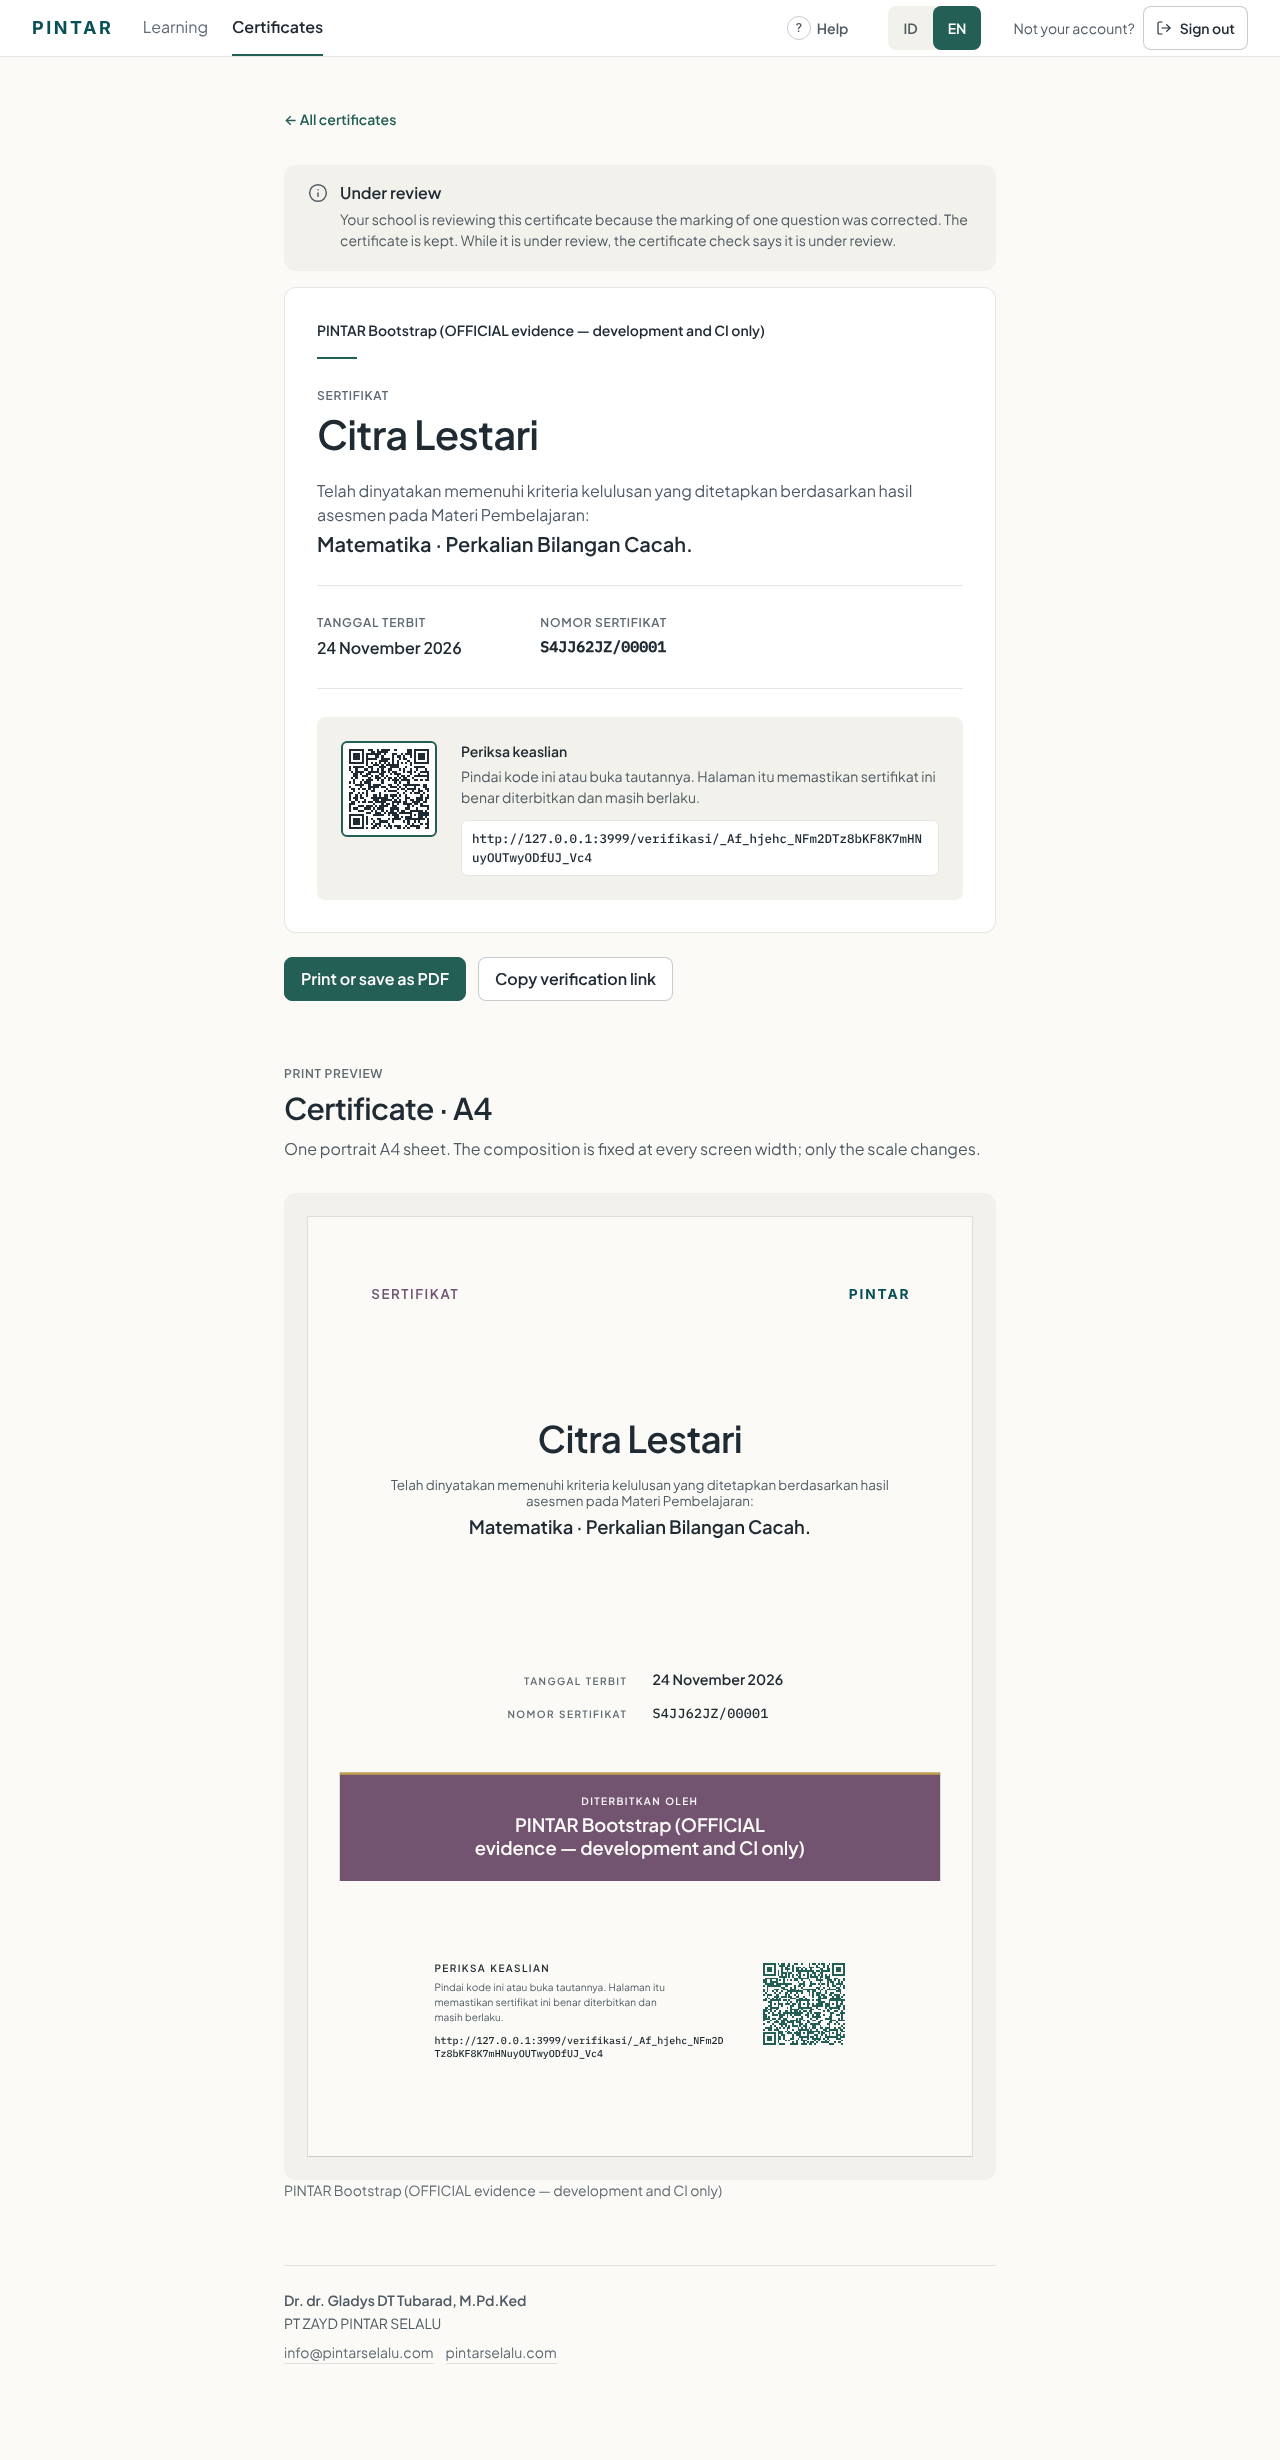 PINTAR Learning Certificates ? Help ID EN Not your account? Sign out
← All certificates
Under review
Your school is reviewing this certificate because the marking of one question was corrected. The
certificate is kept. While it is under review, the certificate check says it is under review.
PINTAR Bootstrap (OFFICIAL evidence — development and CI only)
SERTIFIKAT
Citra Lestari
Telah dinyatakan memenuhi kriteria kelulusan yang ditetapkan berdasarkan hasil
asesmen pada Materi Pembelajaran:
Matematika · Perkalian Bilangan Cacah.
TANGGAL TERBIT
24 November 2026
NOMOR SERTIFIKAT
S4JJ62JZ/00001
Periksa keaslian
Pindai kode ini atau buka tautannya. Halaman itu memastikan sertifikat ini
benar diterbitkan dan masih berlaku.
http://127.0.0.1:3999/verifikasi/_Af_hjehc_NFm2DTz8bKF8K7mHN
uyOUTwyODfUJ_Vc4
Print or save as PDF
Copy verification link
PRINT PREVIEW
Certificate · A4
One portrait A4 sheet. The composition is fixed at every screen width; only the scale changes.
SERTIFIKAT
PINTAR
Citra Lestari
Telah dinyatakan memenuhi kriteria kelulusan yang ditetapkan berdasarkan hasil
asesmen pada Materi Pembelajaran:
Matematika · Perkalian Bilangan Cacah.
TANGGAL TERBIT 24 November 2026
NOMOR SERTIFIKAT S4JJ62JZ/00001
DITERBITKAN OLEH
PINTAR Bootstrap (OFFICIAL
evidence — development and CI only)
PERIKSA KEASLIAN
Pindai kode ini atau buka tautannya. Halaman itu
memastikan sertifikat ini benar diterbitkan dan
masih berlaku.
http://127.0.0.1:3999/verifikasi/_Af_hjehc_NFm2D
Tz8bKF8K7mHNuyOUTwyODfUJ_Vc4
PINTAR Bootstrap (OFFICIAL evidence — development and CI only)
Dr. dr. Gladys DT Tubarad, M.Pd.Ked
PT ZAYD PINTAR SELALU
info@pintarselalu.com pintarselalu.com